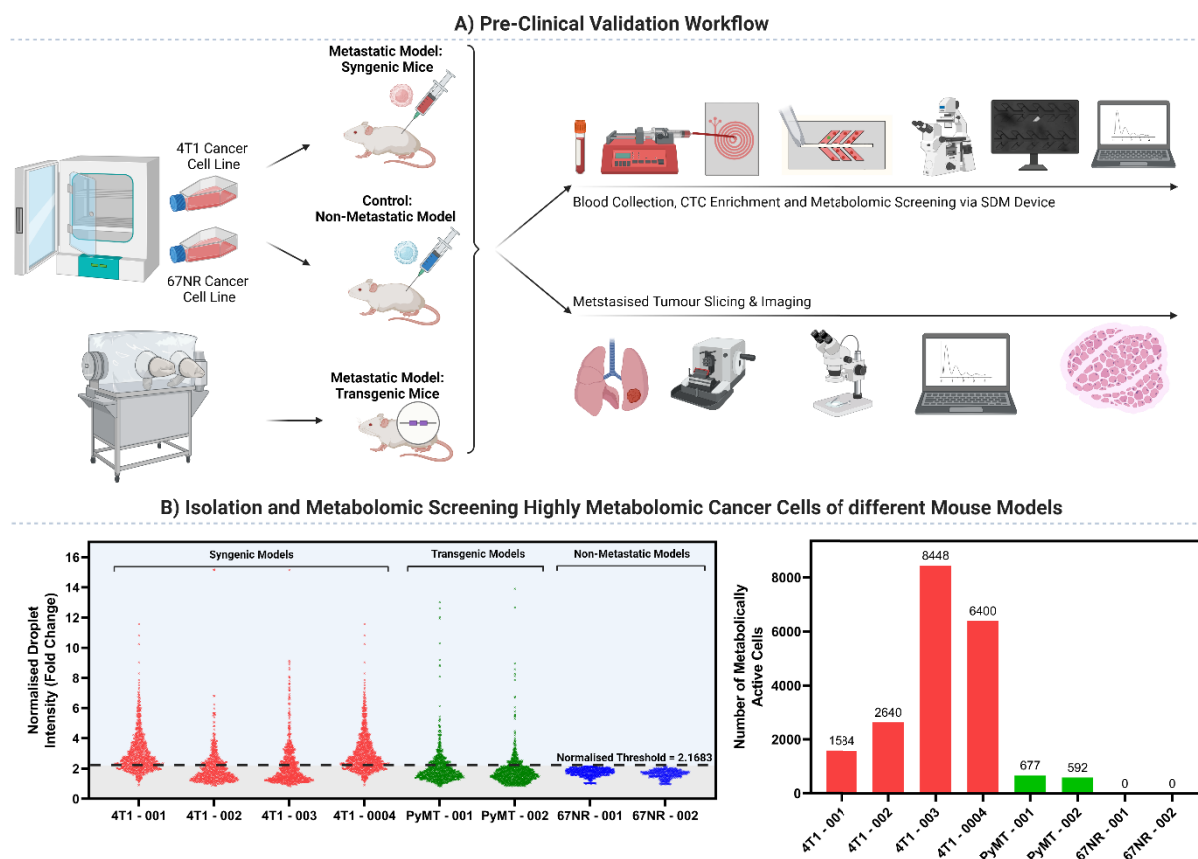 A) Pre-Clinical Validation Workflow
Metastatic Model:
Syngenic Mice
4T1 Cancer
Cell Line
Control:
Non-Metastatic Model
67NR Cancer
Cell Line
Metastatic Model:
Transgenic Mice
Blood Collection, CTC Enrichment and Metabolomic Screening via SDM Device
Metstasised Tumour Slicing & Imaging
B) Isolation and Metabolomic Screening Highly Metabolomic Cancer Cells of different Mouse Models
Normalised Droplet
Intensity (Fold Change)
16
14
12
10
8
6
4
2
0
Syngenic Models
Transgenic Models
Non-Metastatic Models
Normalised Threshold = 2.1683
4T1 - 001
4T1 - 002
4T1 - 003
4T1 - 0004
PyMT - 001
PyMT - 002
67NR - 001
67NR - 002
Number of Metabolically
Active Cells
8000
6000
4000
2000
0
1584
2640
8448
6400
677
592
0
0
4T1 - 001
4T1 - 002
4T1 - 003
4T1 - 0004
PyMT - 001
PyMT - 002
67NR - 001
67NR - 002